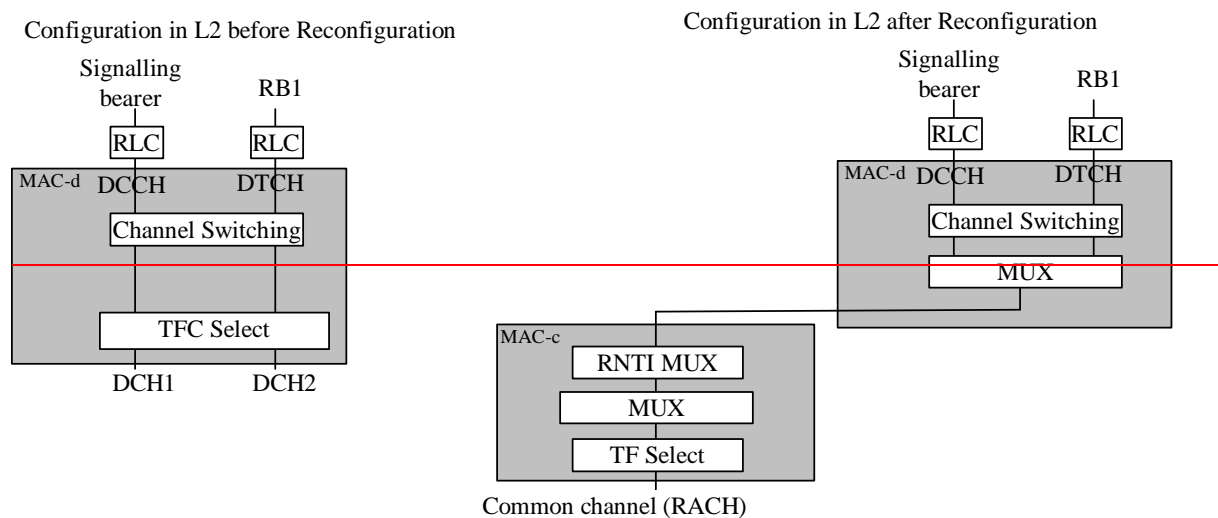 Configuration in L2 before Reconfiguration
Signalling
bearer
RB1
RLC
RLC
MAC-d
DCCH
DTCH
Channel Switching
TFC Select
DCH1
DCH2
Configuration in L2 after Reconfiguration
Signalling
bearer
RB1
RLC
RLC
MAC-d
DCCH
DTCH
Channel Switching
MUX
MAC-c
RNTI MUX
MUX
TF Select
Common channel (RACH)